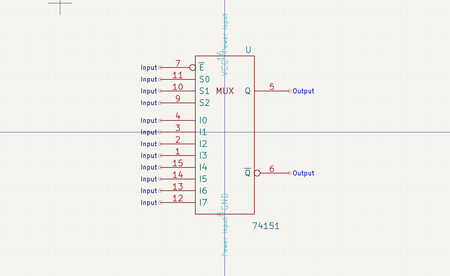 Power input
16
VCC
U
Input 7 E
Input 11 S0
Input 10 S1 MUX Q 5 Output
Input 9 S2
Input 4 I0
Input 3 I1
Input 2 I2
Input 1 I3
Input 15 I4 Q 6 Output
Input 14 I5
Input 13 I6
Input 12 I7
GND
8
Power input
74151